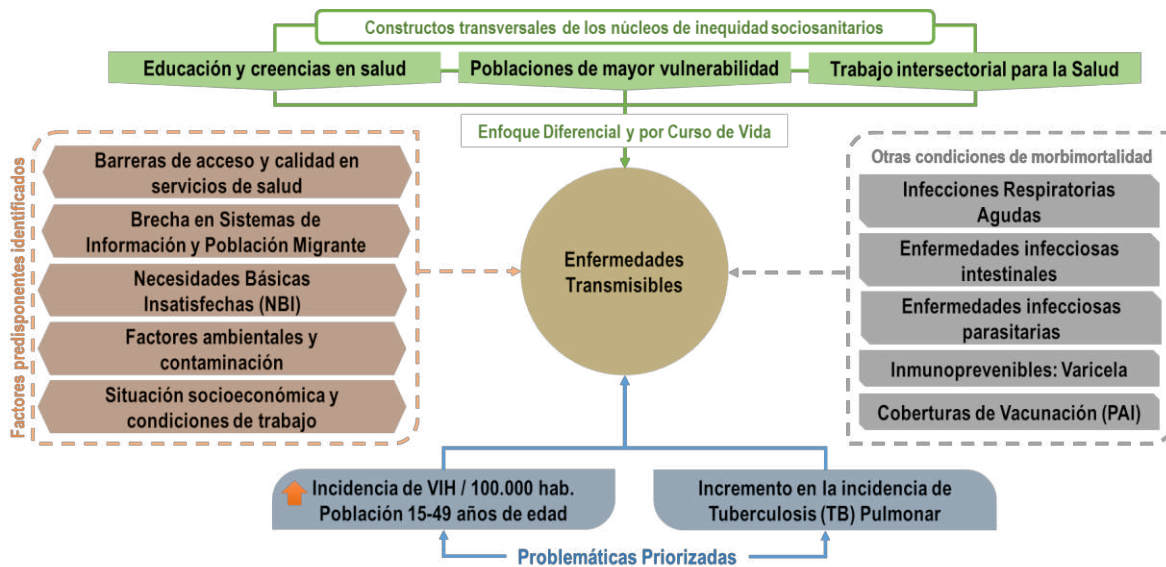 Constructos transversales de los núcleos de inequidad sociosanitarios
Educación y creencias en salud
Poblaciones de mayor vulnerabilidad
Trabajo intersectorial para la Salud
Enfoque Diferencial y por Curso de Vida
Factores predisponentes identificados
Barreras de acceso y calidad en
servicios de salud
Brecha en Sistemas de
Información y Población Migrante
Necesidades Básicas
Insatisfechas (NBI)
Factores ambientales y
contaminación
Situación socioeconómica y
condiciones de trabajo
Enfermedades
Transmisibles
Otras condiciones de morbimortalidad
Infecciones Respiratorias
Agudas
Enfermedades infecciosas
intestinales
Enfermedades infecciosas
parasitarias
Inmunoprevenibles: Varicela
Coberturas de Vacunación (PAI)
Incidencia de VIH / 100.000 hab.
Población 15-49 años de edad
Incremento en la incidencia de
Tuberculosis (TB) Pulmonar
Problemáticas Priorizadas